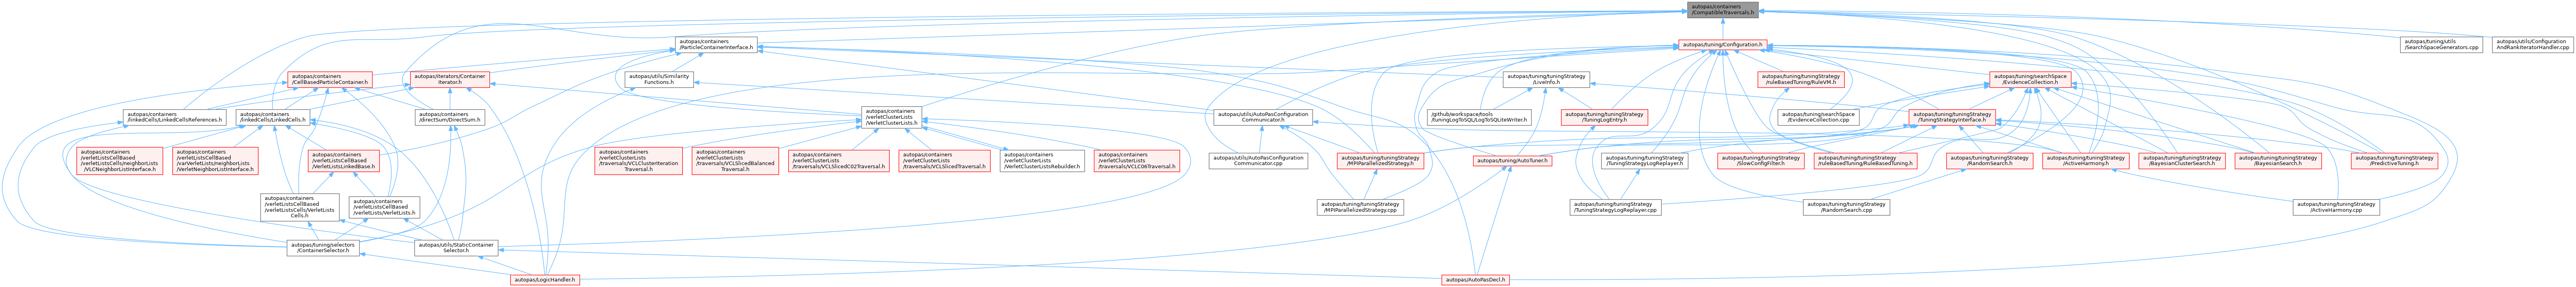 autopas/containers
/CompatibleTraversals.h
autopas/containers
/ParticleContainerInterface.h
autopas/tuning/Configuration.h
autopas/tuning/utils
/SearchSpaceGenerators.cpp
autopas/utils/Configuration
AndRankIteratorHandler.cpp
autopas/containers
/CellBasedParticleContainer.h
autopas/iterators/Container
Iterator.h
autopas/utils/Similarity
Functions.h
autopas/tuning/tuningStrategy
/LiveInfo.h
autopas/tuning/tuningStrategy
/ruleBasedTuning/RuleVM.h
autopas/tuning/searchSpace
/EvidenceCollection.h
autopas/containers
/linkedCells/LinkedCellsReferences.h
autopas/containers
/linkedCells/LinkedCells.h
autopas/containers
/directSum/DirectSum.h
autopas/containers
/verletClusterLists
/VerletClusterLists.h
autopas/utils/AutoPasConfiguration
Communicator.h
/github/workspace/tools
/tuningLogToSQL/LogToSQLiteWriter.h
autopas/tuning/tuningStrategy
/TuningLogEntry.h
autopas/tuning/searchSpace
/EvidenceCollection.cpp
autopas/tuning/tuningStrategy
/TuningStrategyInterface.h
autopas/containers
/verletListsCellBased
/verletListsCells/neighborLists
/VLCNeighborListInterface.h
autopas/containers
/verletListsCellBased
/varVerletLists/neighborLists
/VerletNeighborListInterface.h
autopas/containers
/verletListsCellBased
/VerletListsLinkedBase.h
autopas/containers
/verletClusterLists
/traversals/VCLClusterIteration
Traversal.h
autopas/containers
/verletClusterLists
/traversals/VCLSlicedBalanced
Traversal.h
autopas/containers
/verletClusterLists
/traversals/VCLSlicedC02Traversal.h
autopas/containers
/verletClusterLists
/traversals/VCLSlicedTraversal.h
autopas/containers
/verletClusterLists
/VerletClusterListsRebuilder.h
autopas/containers
/verletClusterLists
/traversals/VCLC06Traversal.h
autopas/utils/AutoPasConfiguration
Communicator.cpp
autopas/tuning/tuningStrategy
/MPIParallelizedStrategy.h
autopas/tuning/AutoTuner.h
autopas/tuning/tuningStrategy
/TuningStrategyLogReplayer.h
autopas/tuning/tuningStrategy
/SlowConfigFilter.h
autopas/tuning/tuningStrategy
/ruleBasedTuning/RuleBasedTuning.h
autopas/tuning/tuningStrategy
/RandomSearch.h
autopas/tuning/tuningStrategy
/ActiveHarmony.h
autopas/tuning/tuningStrategy
/BayesianClusterSearch.h
autopas/tuning/tuningStrategy
/BayesianSearch.h
autopas/tuning/tuningStrategy
/PredictiveTuning.h
autopas/containers
/verletListsCellBased
/verletListsCells/VerletLists
Cells.h
autopas/containers
/verletListsCellBased
/verletLists/VerletLists.h
autopas/tuning/tuningStrategy
/MPIParallelizedStrategy.cpp
autopas/tuning/tuningStrategy
/TuningStrategyLogReplayer.cpp
autopas/tuning/tuningStrategy
/RandomSearch.cpp
autopas/tuning/tuningStrategy
/ActiveHarmony.cpp
autopas/tuning/selectors
/ContainerSelector.h
autopas/utils/StaticContainer
Selector.h
autopas/LogicHandler.h
autopas/AutoPasDecl.h